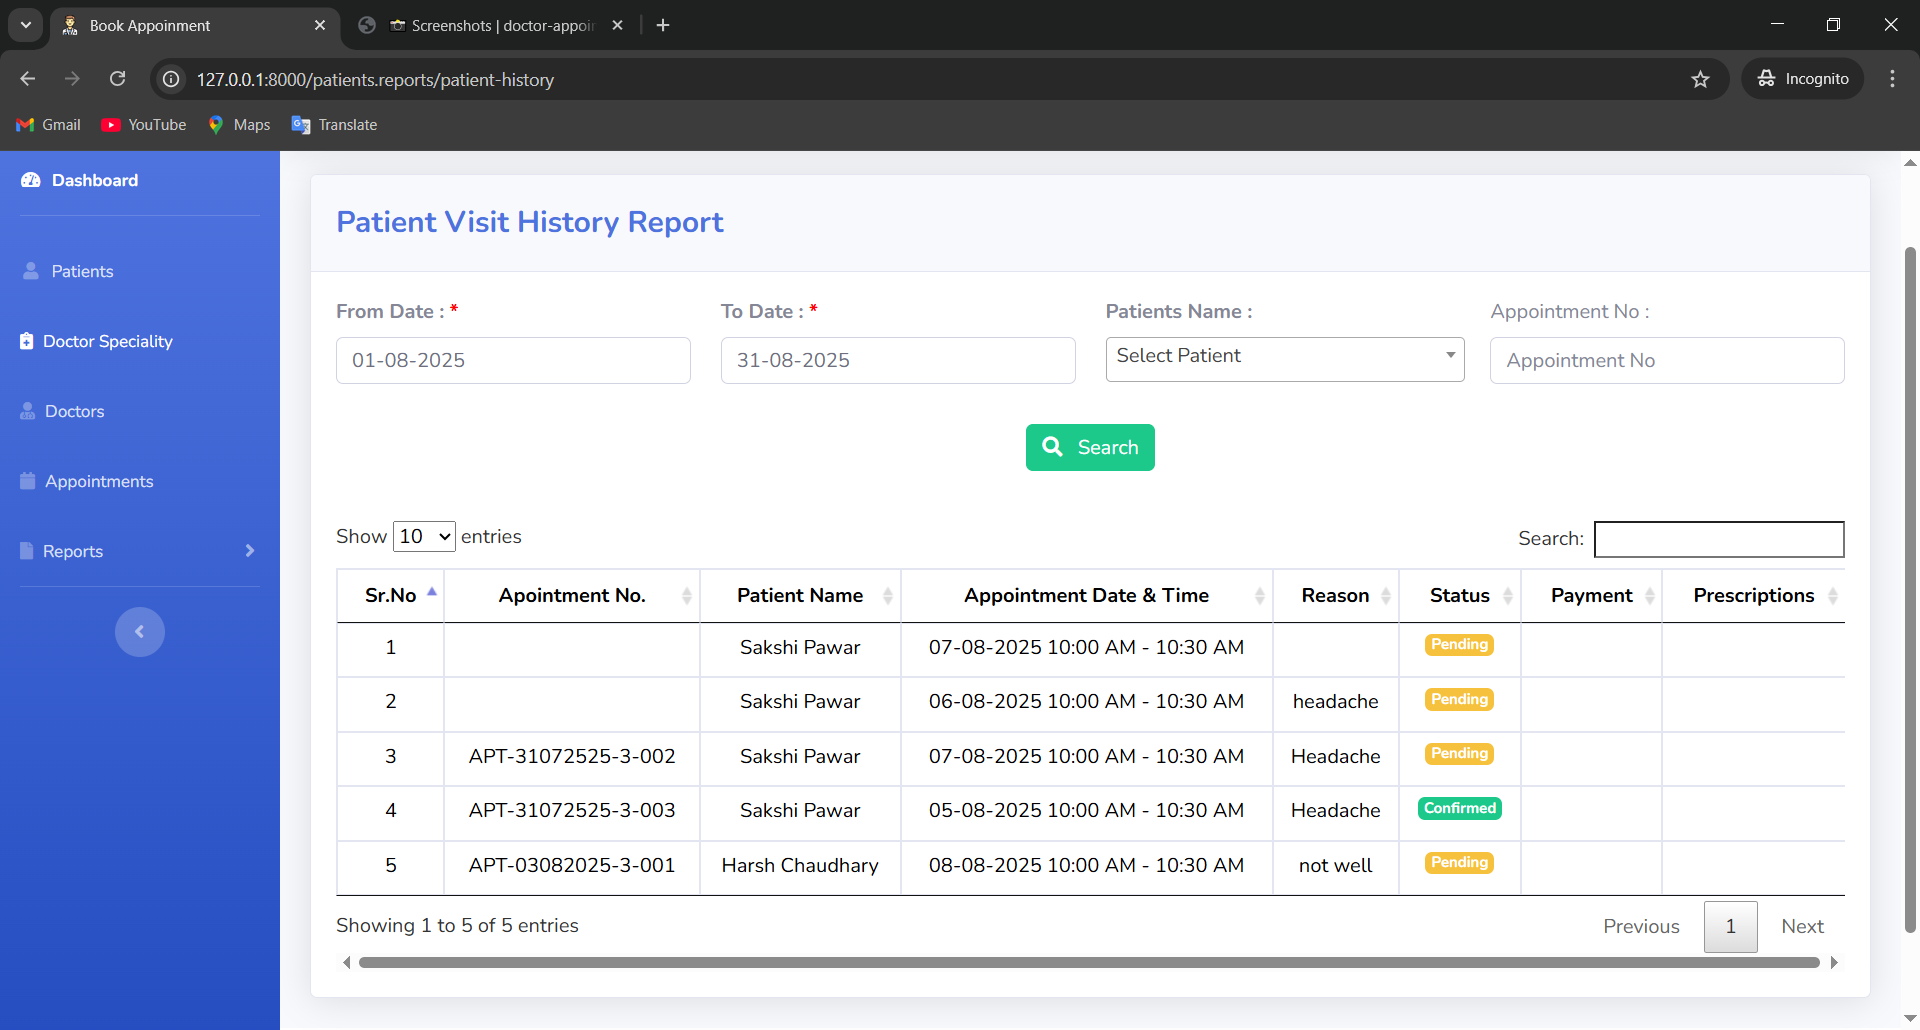 Book Appoinment
Screenshots | doctor-appoin
127.0.0.1:8000/patients.reports/patient-history
Incognito
Gmail YouTube Maps Translate
Dashboard
Patients
Doctor Speciality
Doctors
Appointments
Reports
Patient Visit History Report
From Date : * To Date : * Patients Name : Appointment No :
01-08-2025 31-08-2025 Select Patient Appointment No
Search
Show 10 entries Search:
Sr.No Apointment No. Patient Name Appointment Date & Time Reason Status Payment Prescriptions
1 Sakshi Pawar 07-08-2025 10:00 AM - 10:30 AM Pending
2 Sakshi Pawar 06-08-2025 10:00 AM - 10:30 AM headache Pending
3 APT-31072525-3-002 Sakshi Pawar 07-08-2025 10:00 AM - 10:30 AM Headache Pending
4 APT-31072525-3-003 Sakshi Pawar 05-08-2025 10:00 AM - 10:30 AM Headache Confirmed
5 APT-03082025-3-001 Harsh Chaudhary 08-08-2025 10:00 AM - 10:30 AM not well Pending
Showing 1 to 5 of 5 entries Previous 1 Next